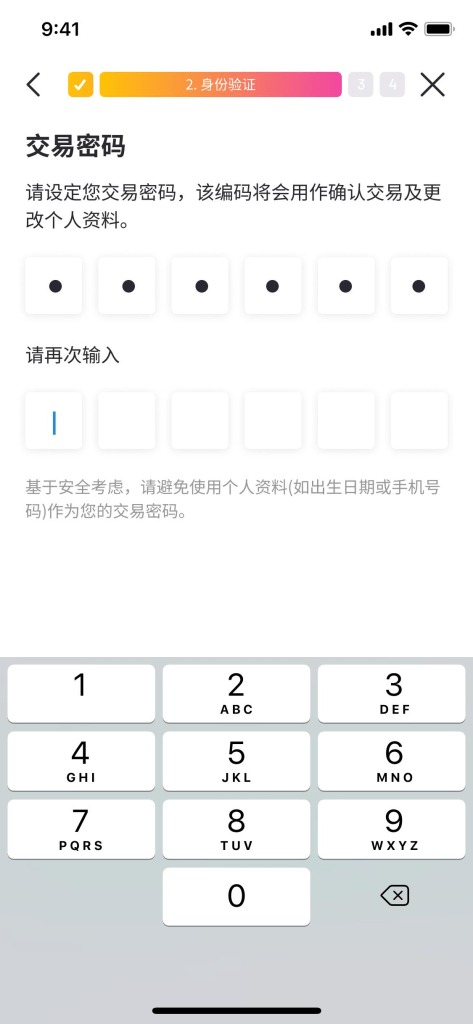 9:41
2. 身份验证
3
4
交易密码
请设定您交易密码，该编码将会用作确认交易及更
改个人资料。
请再次输入
基于安全考虑，请避免使用个人资料(如出生日期或手机号
码)作为您的交易密码。
1
2
3
ABC
DEF
4
5
6
GHI
JKL
MNO
7
8
9
PQRS
TUV
WXYZ
0